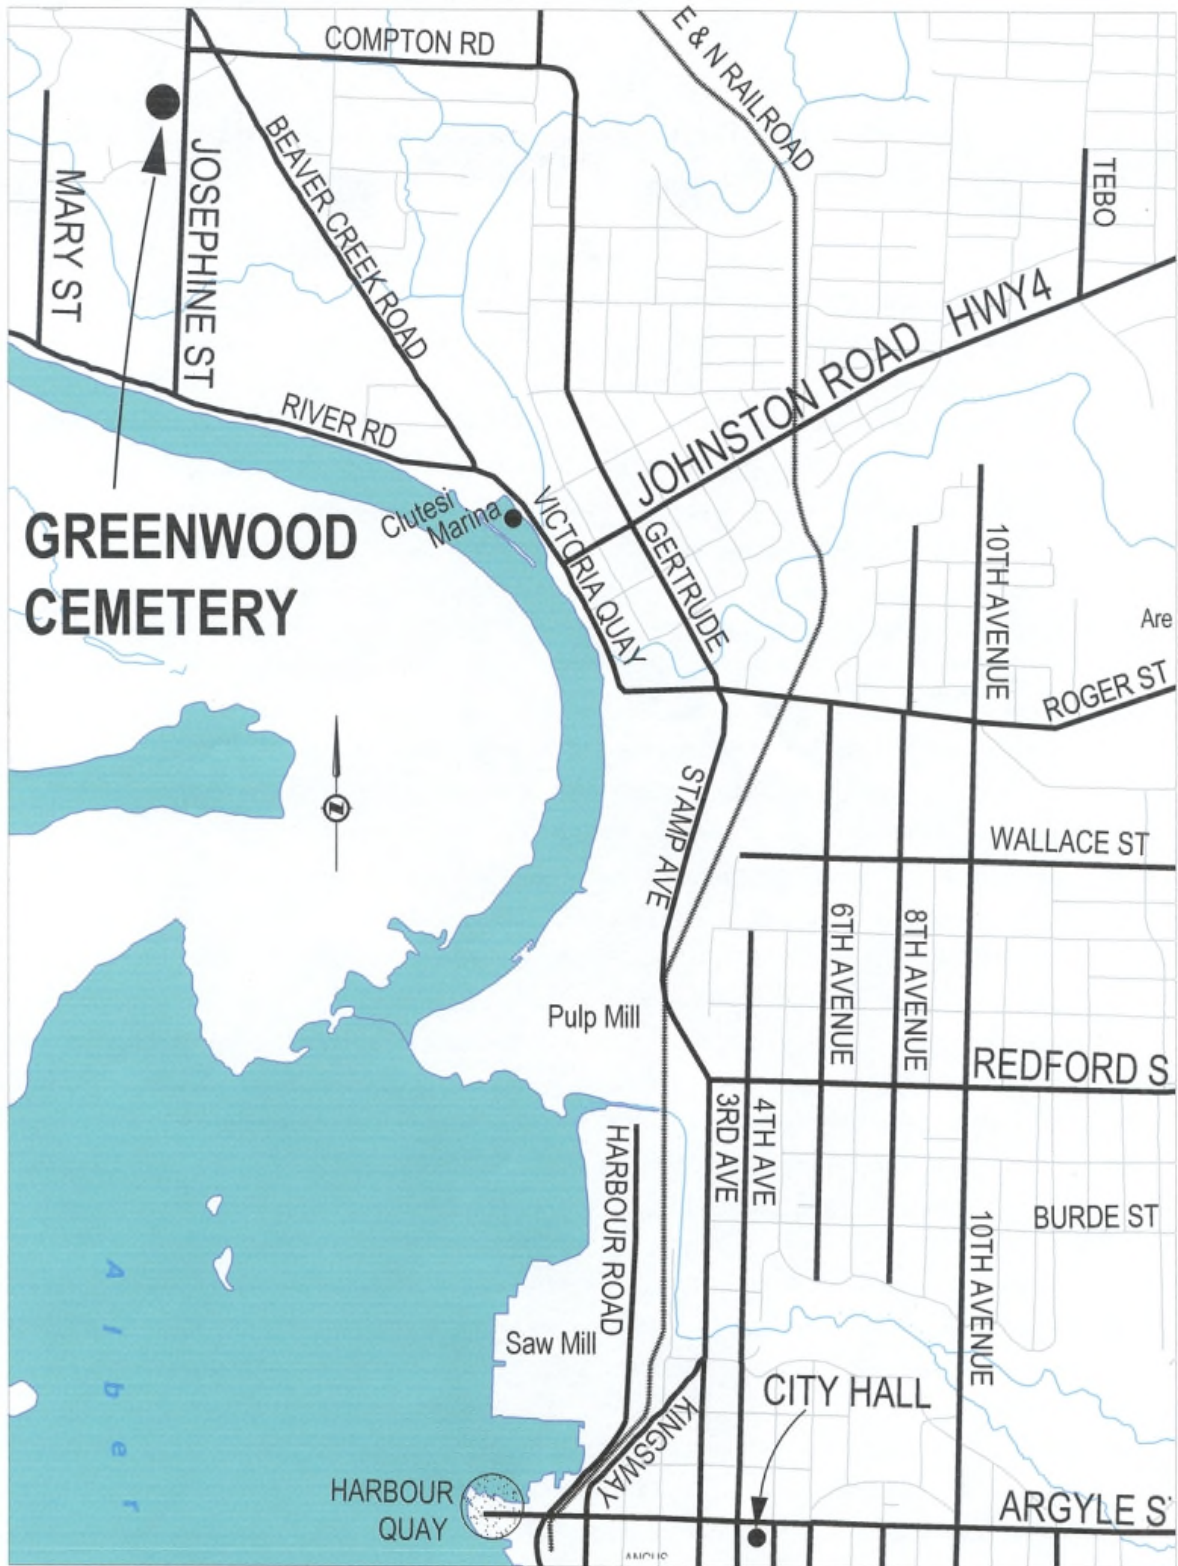 COMPTON RD
E & N RAILROAD
BEAVER CREEK ROAD
JOSEPHINE ST
MARY ST
TEBO
JOHNSTON ROAD HWY4
RIVER RD
Clutesi
Marina
VICTORIA QUAY
GERTRUDE
10TH AVENUE
GREENWOOD
CEMETERY
Are
ROGER ST
Z
STAMP AVE
WALLACE ST
6TH AVENUE
8TH AVENUE
Pulp Mill
REDFORD S
3RD AVE
4TH AVE
HARBOUR ROAD
BURDE ST
10TH AVENUE
Alber
Saw Mill
KINGSWAY
CITY HALL
HARBOUR
QUAY
ARGYLE S